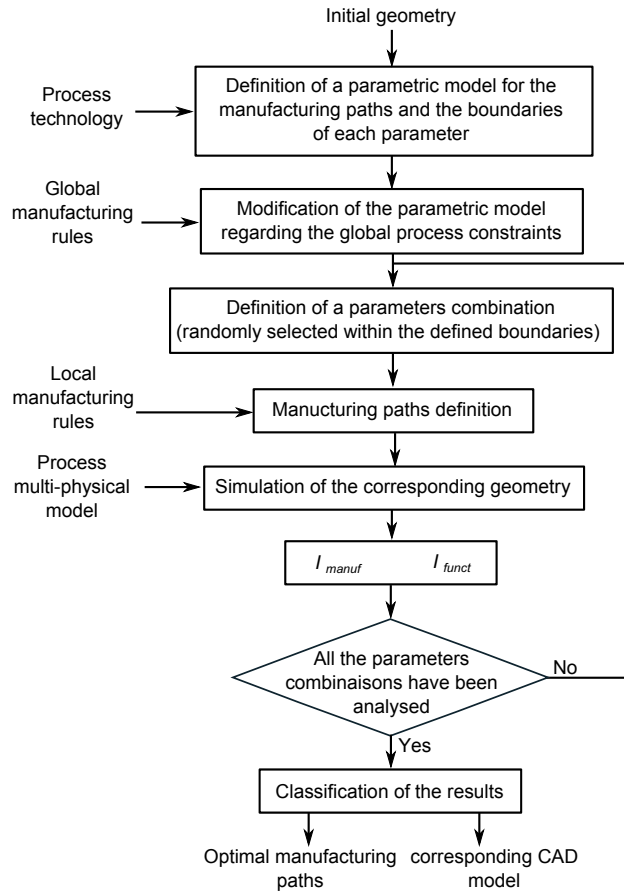 Initial geometry
Process
technology
Definition of a parametric model for the
manufacturing paths and the boundaries
of each parameter
Global
manufacturing
rules
Modification of the parametric model
regarding the global process constraints
Definition of a parameters combination
(randomly selected within the defined boundaries)
Local
manufacturing
rules
Manucturing paths definition
Process
multi-physical
model
Simulation of the corresponding geometry
I manuf I funct
All the parameters
combinaisons have been
analysed
No
Yes
Classification of the results
Optimal manufacturing
paths
corresponding CAD
model